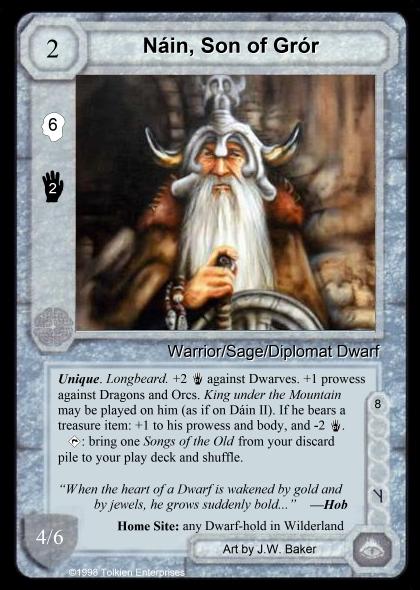 2
Náin, Son of Grór
6
2
Warrior/Sage/Diplomat Dwarf
Unique. Longbeard. +2 against Dwarves. +1 prowess
against Dragons and Orcs. King under the Mountain
may be played on him (as if on Dáin II). If he bears a
treasure item: +1 to his prowess and body, and -2 .
: bring one Songs of the Old from your discard
pile to your play deck and shuffle.
8
“When the heart of a Dwarf is wakened by gold and
by jewels, he grows suddenly bold...” —Hob
Home Site: any Dwarf-hold in Wilderland
4/6
Art by J.W. Baker
©1998 Tolkien Enterprises